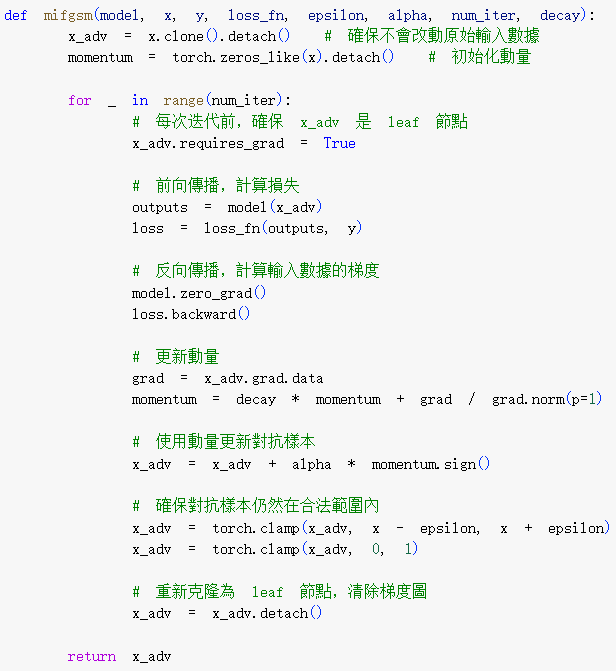 def mifgsm(model, x, y, loss_fn, epsilon, alpha, num_iter, decay):
x_adv = x.clone().detach() # 確保不會改動原始輸入數據
momentum = torch.zeros_like(x).detach() # 初始化動量
for _ in range(num_iter):
# 每次迭代前,確保 x_adv 是 leaf 節點
x_adv.requires_grad = True
# 前向傳播,計算損失
outputs = model(x_adv)
loss = loss_fn(outputs, y)
# 反向傳播,計算輸入數據的梯度
model.zero_grad()
loss.backward()
# 更新動量
grad = x_adv.grad.data
momentum = decay * momentum + grad / grad.norm(p=1)
# 使用動量更新對抗樣本
x_adv = x_adv + alpha * momentum.sign()
# 確保對抗樣本仍然在合法範圍內
x_adv = torch.clamp(x_adv, x - epsilon, x + epsilon)
x_adv = torch.clamp(x_adv, 0, 1)
# 重新克隆為 leaf 節點,清除梯度圖
x_adv = x_adv.detach()
return x_adv